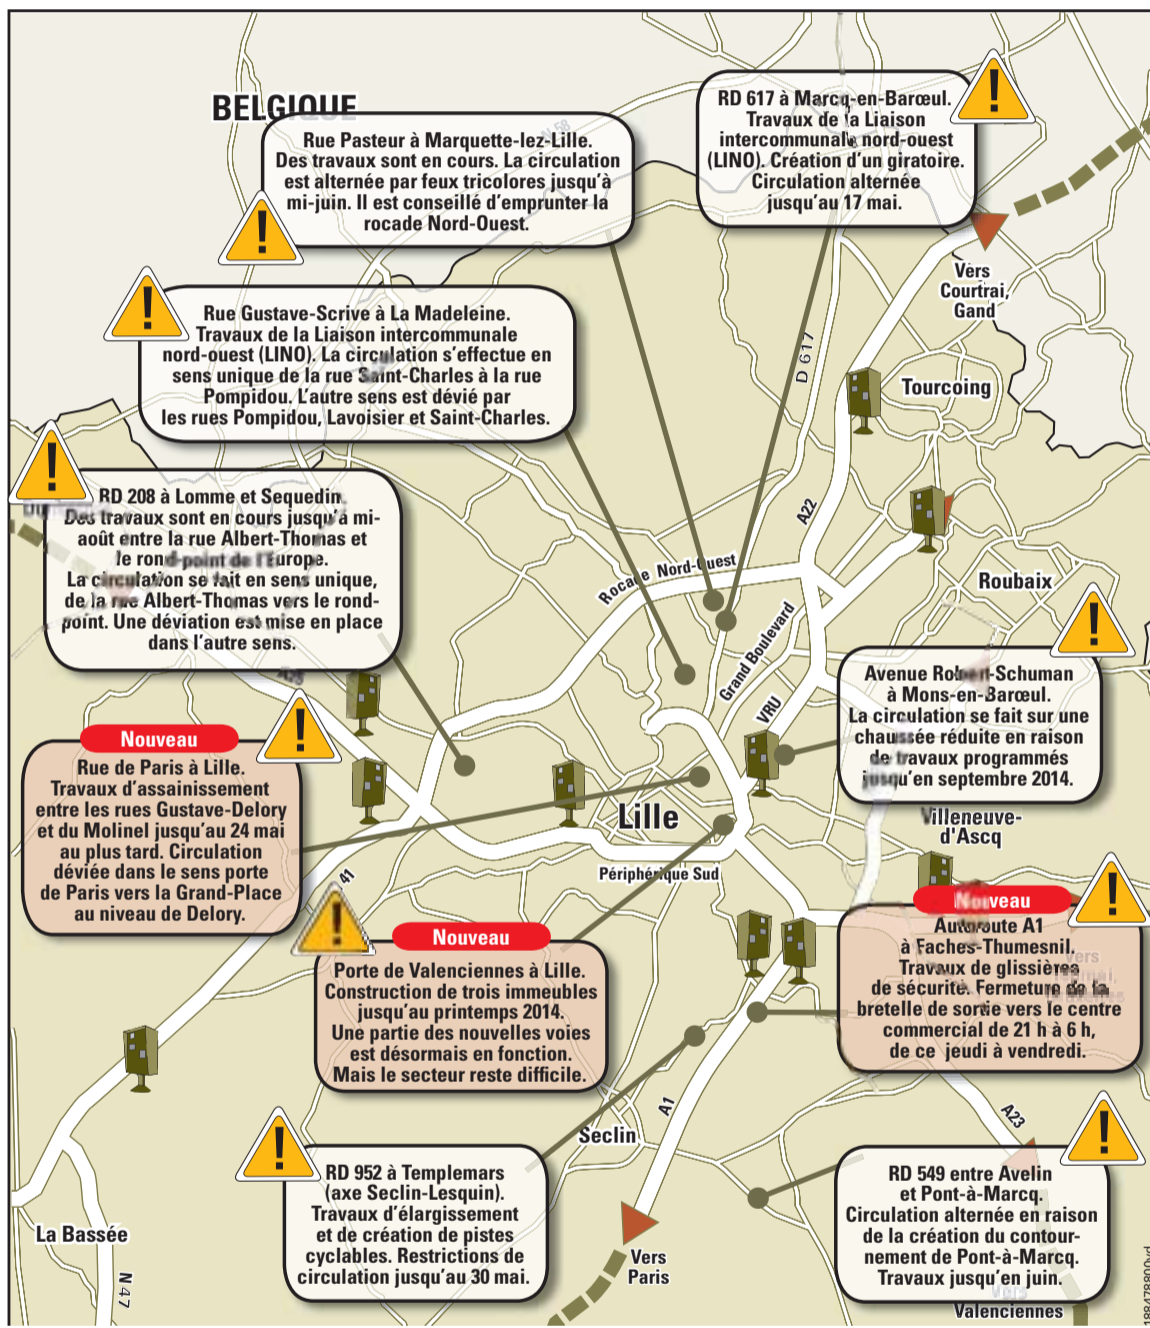 BELGIQUE
Rue Pasteur à Marquette-lez-Lille.
Des travaux sont en cours. La circulation
est alternée par feux tricolores jusqu'à
mi-juin. Il est conseillé d'emprunter la
rocade Nord-Ouest.
RD 617 à Marcq-en-Barœul.
Travaux de la Liaison
intercommunale nord-ouest
(LINO). Création d'un giratoire.
Circulation alternée
jusqu'au 17 mai.
Vers
Courtrai,
Gand
Rue Gustave-Scrive à La Madeleine.
Travaux de la Liaison intercommunale
nord-ouest (LINO). La circulation s'effectue en
sens unique de la rue Saint-Charles à la rue
Pompidou. L'autre sens est dévié par
les rues Pompidou, Lavoisier et Saint-Charles.
D 617
Tourcoing
RD 208 à Lomme et Sequedin.
Des travaux sont en cours jusqu'à mi-
août entre la rue Albert-Thomas et
le rond-point de l'Europe.
La circulation se fait en sens unique,
de la rue Albert-Thomas vers le rond-
point. Une déviation est mise en place
dans l'autre sens.
A22
Rocade Nord-Ouest
Roubaix
Grand Boulevard
VRU
A25
Avenue Robert-Schuman
à Mons-en-Barœul.
La circulation se fait sur une
chaussée réduite en raison
de travaux programmés
jusqu'en septembre 2014.
Nouveau
Rue de Paris à Lille.
Travaux d'assainissement
entre les rues Gustave-Delory
et du Molinel jusqu'au 24 mai
au plus tard. Circulation
déviée dans le sens porte
de Paris vers la Grand-Place
au niveau de Delory.
Lille
Villeneuve-
d'Ascq
Périphérique Sud
41
Nouveau
Porte de Valenciennes à Lille.
Construction de trois immeubles
jusqu'au printemps 2014.
Une partie des nouvelles voies
est désormais en fonction.
Mais le secteur reste difficile.
Nouveau
Autoroute A1
à Faches-Thumesnil.
Travaux de glissières
de sécurité. Fermeture de la
bretelle de sortie vers le centre
commercial de 21 h à 6 h,
de ce jeudi à vendredi.
A1
A23
Seclin
RD 952 à Templemars
(axe Seclin-Lesquin).
Travaux d'élargissement
et de création de pistes
cyclables. Restrictions de
circulation jusqu'au 30 mai.
RD 549 entre Avelin
et Pont-à-Marcq.
Circulation alternée en raison
de la création du contour-
nement de Pont-à-Marcq.
Travaux jusqu'en juin.
La Bassée
N 47
Vers
Paris
Vers
Valenciennes